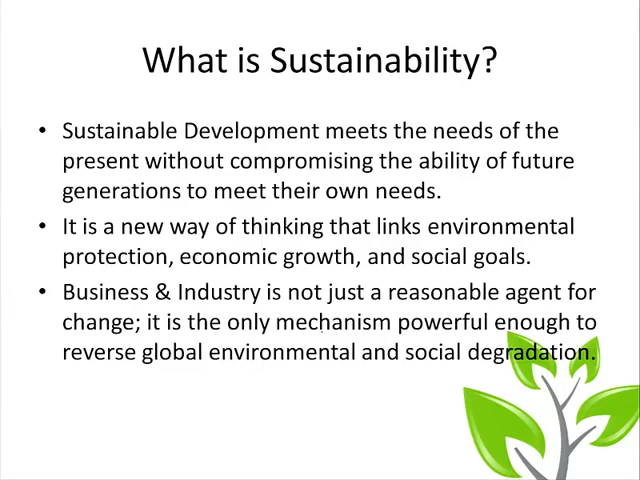 What is Sustainability?
• Sustainable Development meets the needs of the
present without compromising the ability of future
generations to meet their own needs.
• It is a new way of thinking that links environmental
protection, economic growth, and social goals.
• Business & Industry is not just a reasonable agent for
change; it is the only mechanism powerful enough to
reverse global environmental and social degradation.